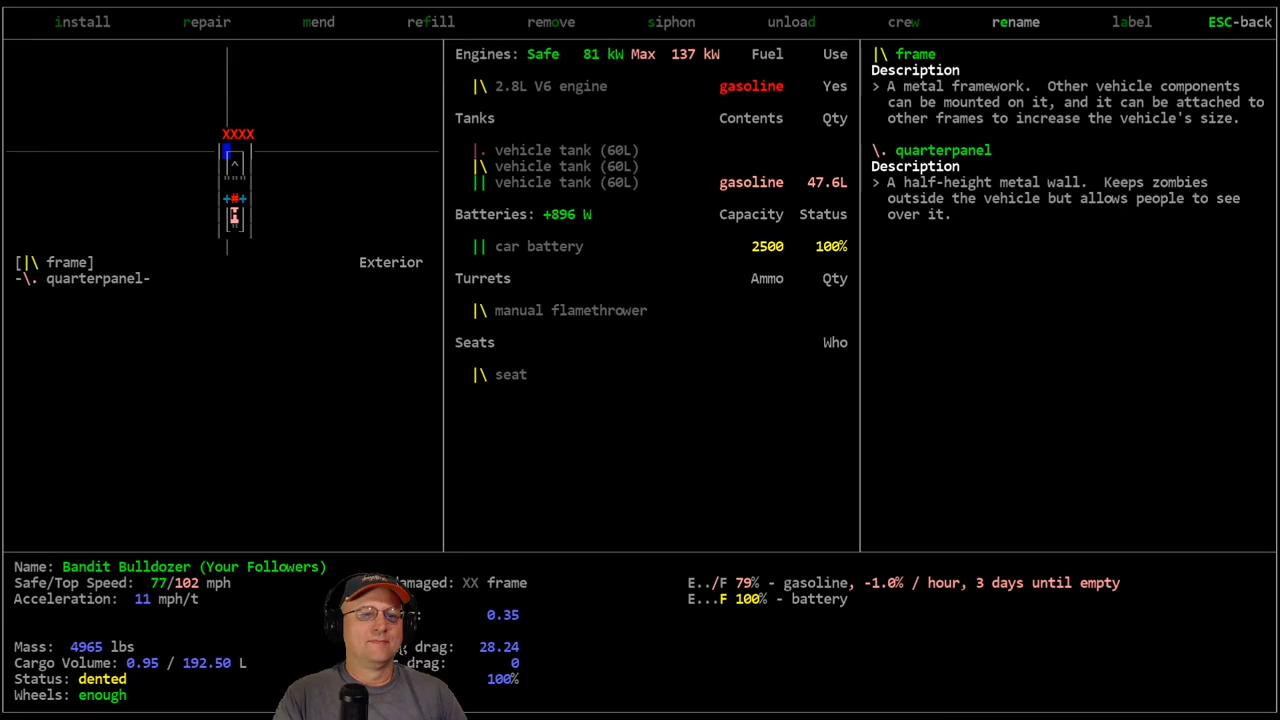 install repair mend refill remove siphon unload crew rename label ESC-back
Engines: Safe 81 kW Max 137 kW Fuel Use
|\ 2.8L V6 engine gasoline Yes
Tanks Contents Qty
|. vehicle tank (60L)
|\ vehicle tank (60L)
|| vehicle tank (60L) gasoline 47.6L
Batteries: +896 W Capacity Status
|| car battery 2500 100%
Turrets Ammo Qty
|\ manual flamethrower
Seats Who
|\ seat
XXXX
[|\ frame] Exterior
-\. quarterpanel-
|\ frame
Description
> A metal framework. Other vehicle components
can be mounted on it, and it can be attached to
other frames to increase the vehicle's size.
\. quarterpanel
Description
> A half-height metal wall. Keeps zombies
outside the vehicle but allows people to see
over it.
Name: Bandit Bulldozer (Your Followers)
Safe/Top Speed: 77/102 mph
Acceleration: 11 mph/t
Mass: 4965 lbs
Cargo Volume: 0.95 / 192.50 L
Status: dented
Wheels: enough
damaged: XX frame
: 0.35
drag: 28.24
drag: 0
100%
E../F 79% - gasoline, -1.0% / hour, 3 days until empty
E...F 100% - battery